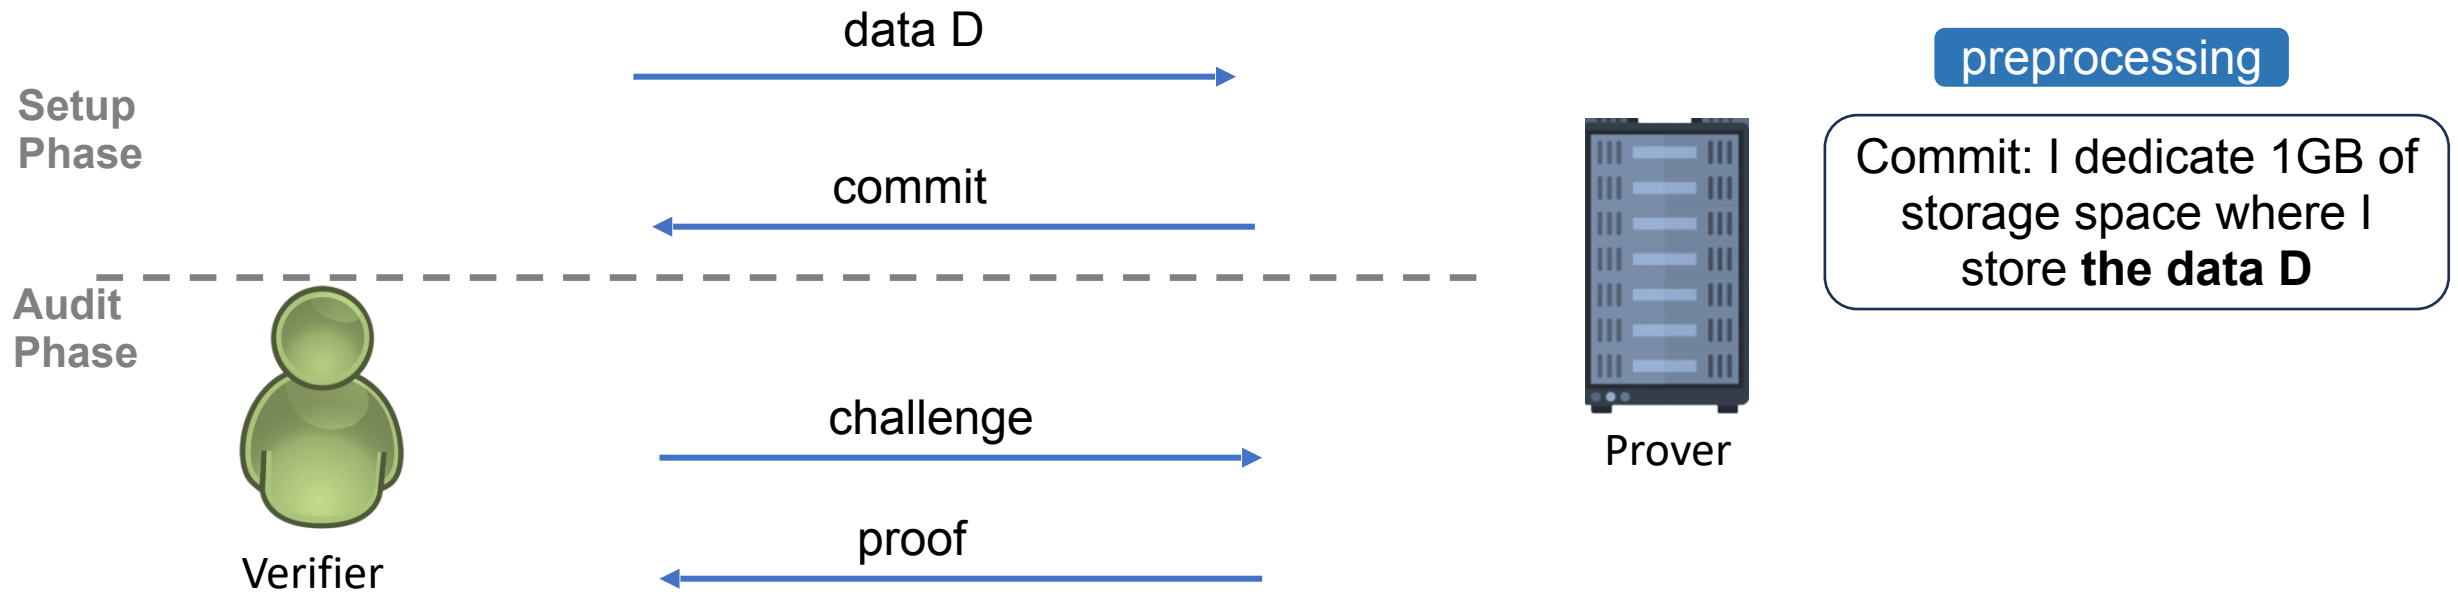 data D
preprocessing
Setup
Phase
commit
Commit: I dedicate 1GB of
storage space where I
store the data D
Audit
Phase
challenge
Prover
proof
Verifier